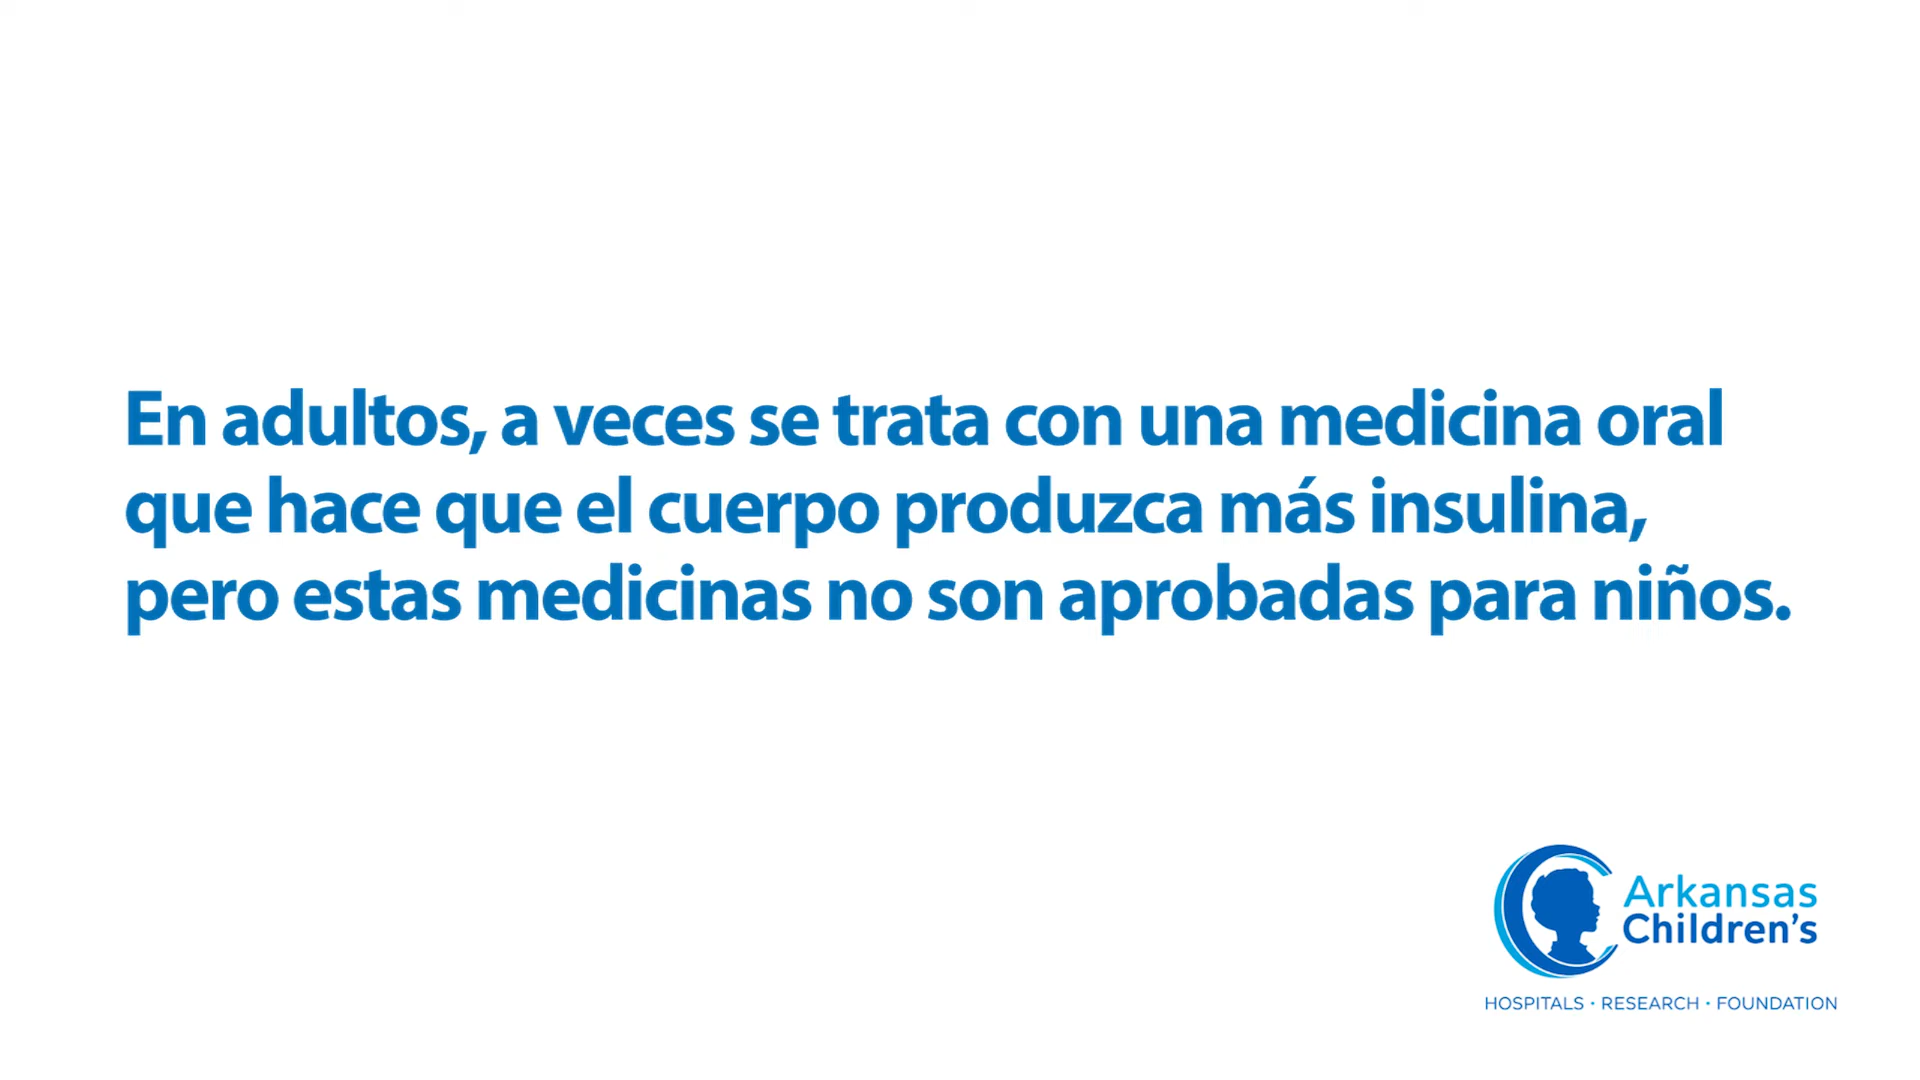 En adultos, a veces se trata con una medicina oral
que hace que el cuerpo produzca más insulina,
pero estas medicinas no son aprobadas para niños.
Arkansas
Children's
HOSPITALS · RESEARCH · FOUNDATION